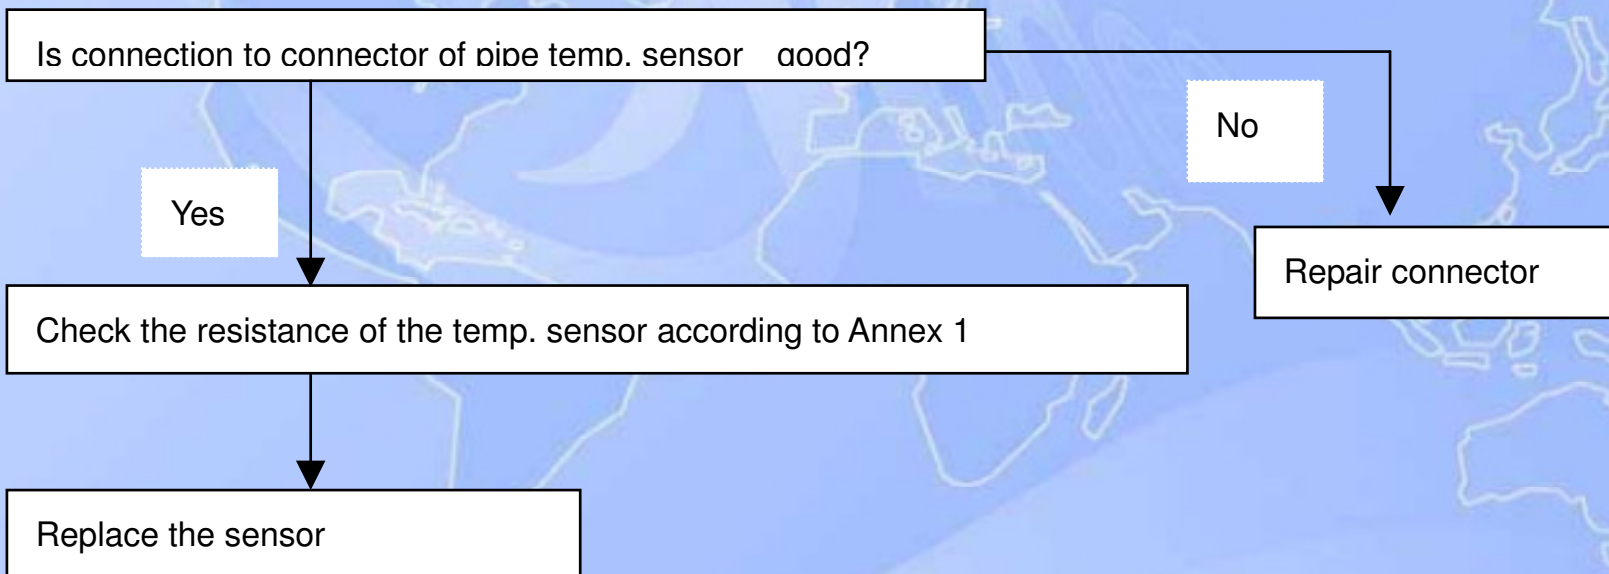 Is connection to connector of pipe temp. sensor good?
No
Yes
Repair connector
Check the resistance of the temp. sensor according to Annex 1
Replace the sensor